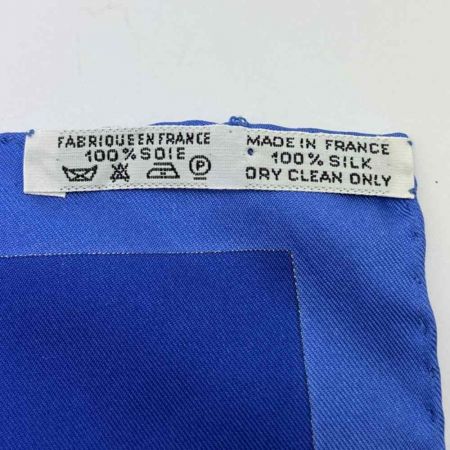 FABRIQUE EN FRANCE
100% SOIE
MADE IN FRANCE
100% SILK
DRY CLEAN ONLY